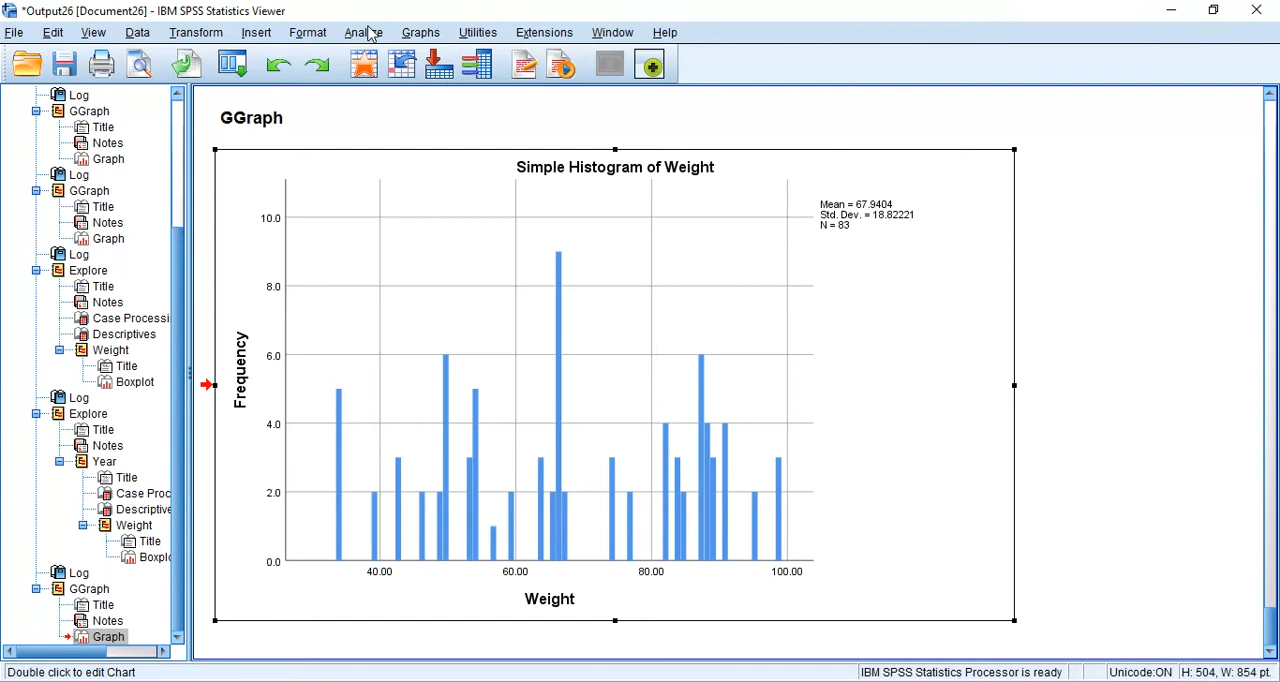 *Output26 [Document26] - IBM SPSS Statistics Viewer
File Edit View Data Transform Insert Format Analyze Graphs Utilities Extensions Window Help
Log
GGraph
Title
Notes
Graph
Log
GGraph
Title
Notes
Graph
Log
Explore
Title
Notes
Case Processi
Descriptives
Weight
Title
Boxplot
Log
Explore
Title
Notes
Year
Title
Case Proc
Descriptive
Weight
Title
Boxplo
Log
GGraph
Title
Notes
Graph
GGraph
Simple Histogram of Weight
Mean = 67.9404
Std. Dev. = 18.82221
N = 83
Frequency
10.0
8.0
6.0
4.0
2.0
0.0
40.00 60.00 80.00 100.00
Weight
Double click to edit Chart
IBM SPSS Statistics Processor is ready
Unicode:ON
H: 504, W: 854 pt.